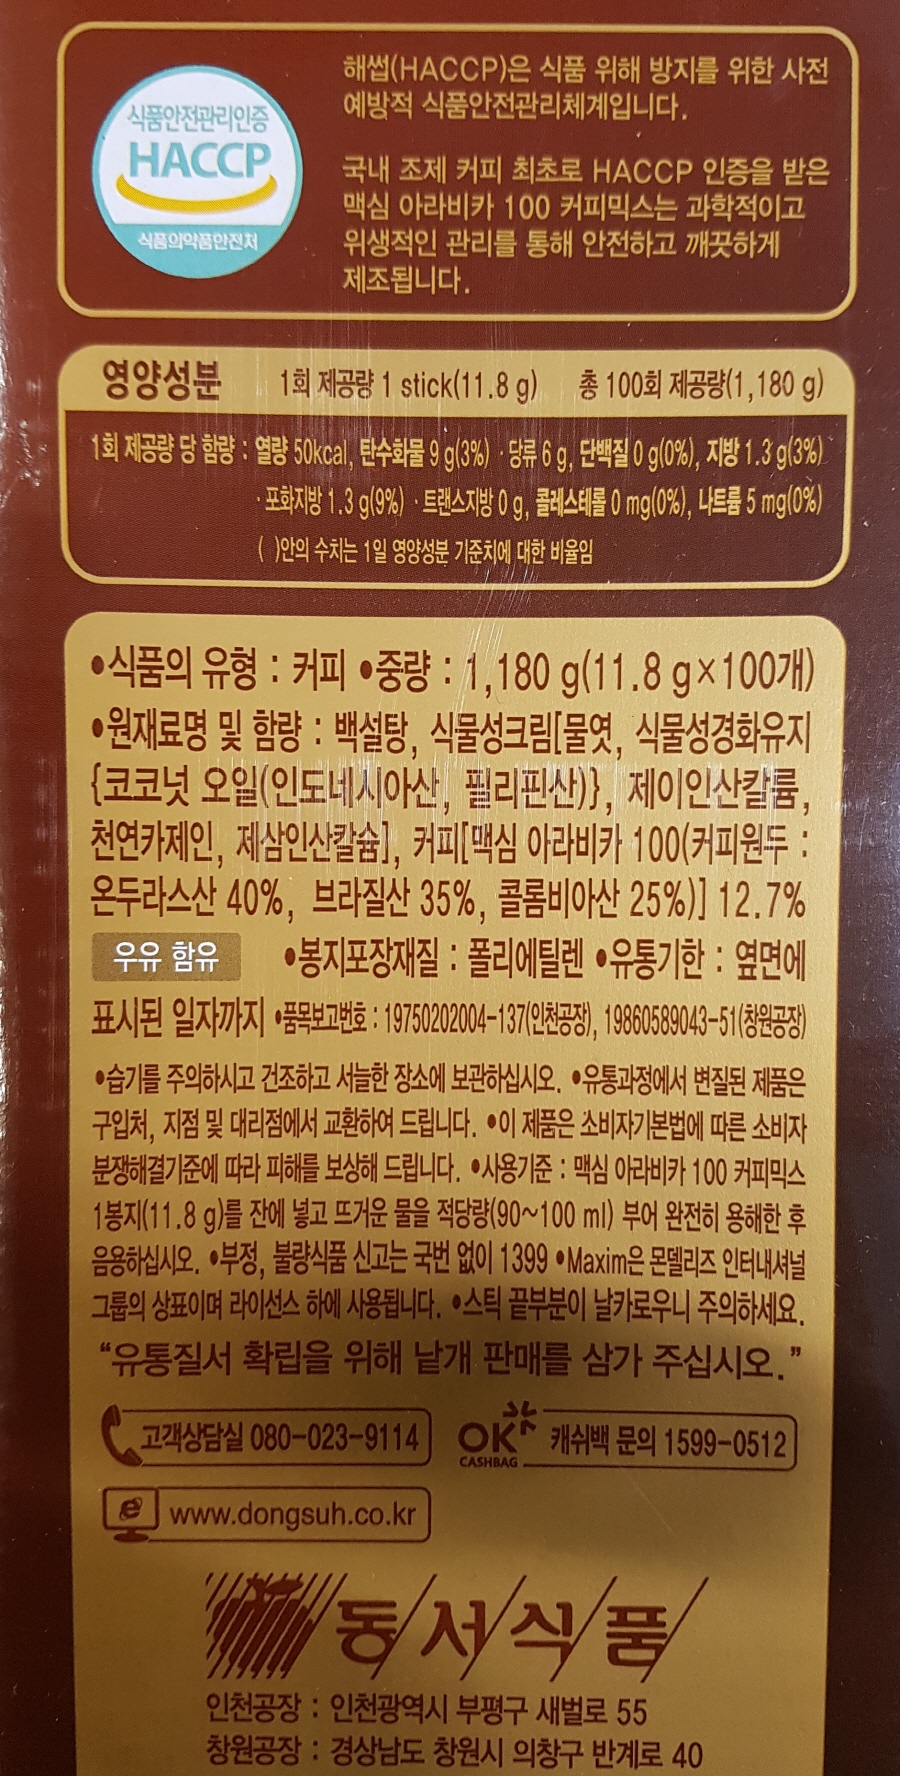 식품안전관리인증
HACCP
식품의약품안전처
해썹(HACCP)은 식품 위해 방지를 위한 사전
예방적 식품안전관리체계입니다.
국내 조제 커피 최초로 HACCP 인증을 받은
맥심 아라비카 100 커피믹스는 과학적이고
위생적인 관리를 통해 안전하고 깨끗하게
제조됩니다.
영양성분 1회 제공량 1 stick(11.8 g) 총 100회 제공량(1,180 g)
1회 제공량 당 함량 : 열량 50kcal, 탄수화물 9 g(3%) · 당류 6 g, 단백질 0 g(0%), 지방 1.3 g(3%)
· 포화지방 1.3 g(9%) · 트랜스지방 0 g, 콜레스테롤 0 mg(0%), 나트륨 5 mg(0%)
( )안의 수치는 1일 영양성분 기준치에 대한 비율임
•식품의 유형 : 커피 •중량 : 1,180 g(11.8 g×100개)
•원재료명 및 함량 : 백설탕, 식물성크림[물엿, 식물성경화유지
{코코넛 오일(인도네시아산, 필리핀산)}, 제이인산칼륨,
천연카제인, 제삼인산칼슘], 커피[맥심 아라비카 100(커피원두 :
온두라스산 40%, 브라질산 35%, 콜롬비아산 25%)] 12.7%
우유 함유 •봉지포장재질 : 폴리에틸렌 •유통기한 : 옆면에
표시된 일자까지 •품목보고번호 : 19750202004-137(인천공장), 19860589043-51(창원공장)
•습기를 주의하시고 건조하고 서늘한 장소에 보관하십시오. •유통과정에서 변질된 제품은
구입처, 지점 및 대리점에서 교환하여 드립니다. •이 제품은 소비자기본법에 따른 소비자
분쟁해결기준에 따라 피해를 보상해 드립니다. •사용기준 : 맥심 아라비카 100 커피믹스
1봉지(11.8 g)를 잔에 넣고 뜨거운 물을 적당량(90~100 ml) 부어 완전히 용해한 후
음용하십시오. •부정, 불량식품 신고는 국번 없이 1399 •Maxim은 몬델리즈 인터내셔널
그룹의 상표이며 라이선스 하에 사용됩니다. •스틱 끝부분이 날카로우니 주의하세요.
“유통질서 확립을 위해 낱개 판매를 삼가 주십시오.”
고객상담실 080-023-9114
OK CASHBAG 캐쉬백 문의 1599-0512
www.dongsuh.co.kr
동서식품
인천공장 : 인천광역시 부평구 새벌로 55
창원공장 : 경상남도 창원시 의창구 반계로 40